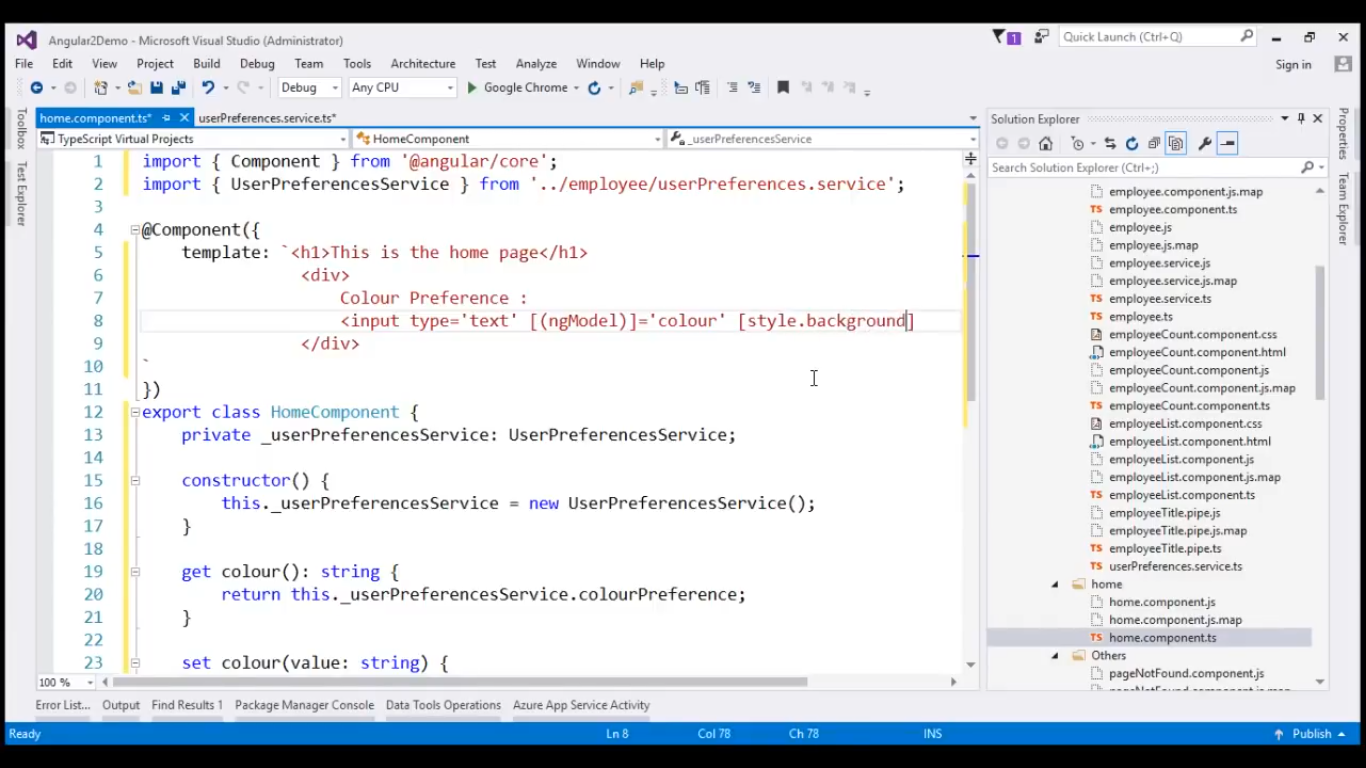 Angular2Demo - Microsoft Visual Studio (Administrator)
1
Quick Launch (Ctrl+Q)
File Edit View Project Build Debug Team Tools Architecture Test Analyze Window Help
Sign in
Debug Any CPU Google Chrome
Toolbox
Test Explorer
home.component.ts* userPreferences.service.ts*
TypeScript Virtual Projects HomeComponent _userPreferencesService
1 import { Component } from '@angular/core';
2 import { UserPreferencesService } from '../employee/userPreferences.service';
3
4 @Component({
5 template: `<h1>This is the home page</h1>
6 <div>
7 Colour Preference :
8 <input type='text' [(ngModel)]='colour' [style.background]
9 </div>
10 `
11 })
12 export class HomeComponent {
13 private _userPreferencesService: UserPreferencesService;
14
15 constructor() {
16 this._userPreferencesService = new UserPreferencesService();
17 }
18
19 get colour(): string {
20 return this._userPreferencesService.colourPreference;
21 }
22
23 set colour(value: string) {
100 %
Solution Explorer
Search Solution Explorer (Ctrl+;)
employee.component.js.map
employee.component.ts
employee.js
employee.js.map
employee.service.js
employee.service.js.map
employee.service.ts
employee.ts
employeeCount.component.css
employeeCount.component.html
employeeCount.component.js
employeeCount.component.js.map
employeeCount.component.ts
employeeList.component.css
employeeList.component.html
employeeList.component.js
employeeList.component.js.map
employeeList.component.ts
employeeTitle.pipe.js
employeeTitle.pipe.js.map
employeeTitle.pipe.ts
userPreferences.service.ts
home
home.component.js
home.component.js.map
home.component.ts
Others
pageNotFound.component.js
Properties
Team Explorer
Error List... Output Find Results 1 Package Manager Console Data Tools Operations Azure App Service Activity
Ready Ln 8 Col 78 Ch 78 INS Publish